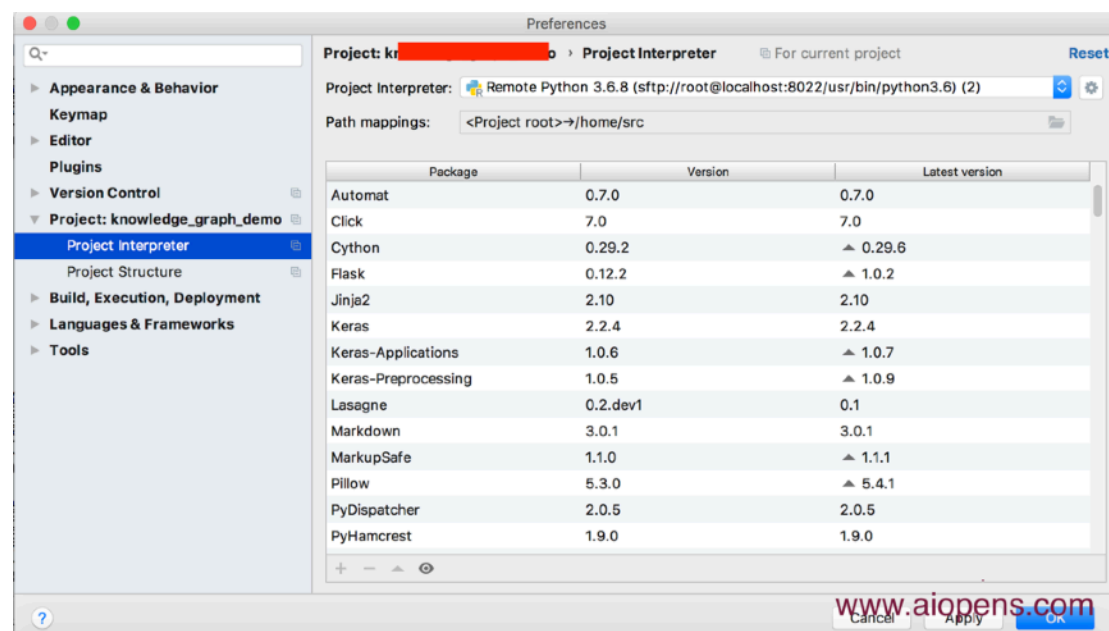 Preferences
Project: kr o › Project Interpreter For current project Reset
Appearance & Behavior
Keymap
Editor
Plugins
Version Control
Project: knowledge_graph_demo
Project Interpreter
Project Structure
Build, Execution, Deployment
Languages & Frameworks
Tools
Project Interpreter: Remote Python 3.6.8 (sftp://root@localhost:8022/usr/bin/python3.6) (2)
Path mappings: <Project root>→/home/src
Package Version Latest version
Automat 0.7.0 0.7.0
Click 7.0 7.0
Cython 0.29.2 0.29.6
Flask 0.12.2 1.0.2
Jinja2 2.10 2.10
Keras 2.2.4 2.2.4
Keras-Applications 1.0.6 1.0.7
Keras-Preprocessing 1.0.5 1.0.9
Lasagne 0.2.dev1 0.1
Markdown 3.0.1 3.0.1
MarkupSafe 1.1.0 1.1.1
Pillow 5.3.0 5.4.1
PyDispatcher 2.0.5 2.0.5
PyHamcrest 1.9.0 1.9.0
www.aiopens.com
? Cancel Apply OK